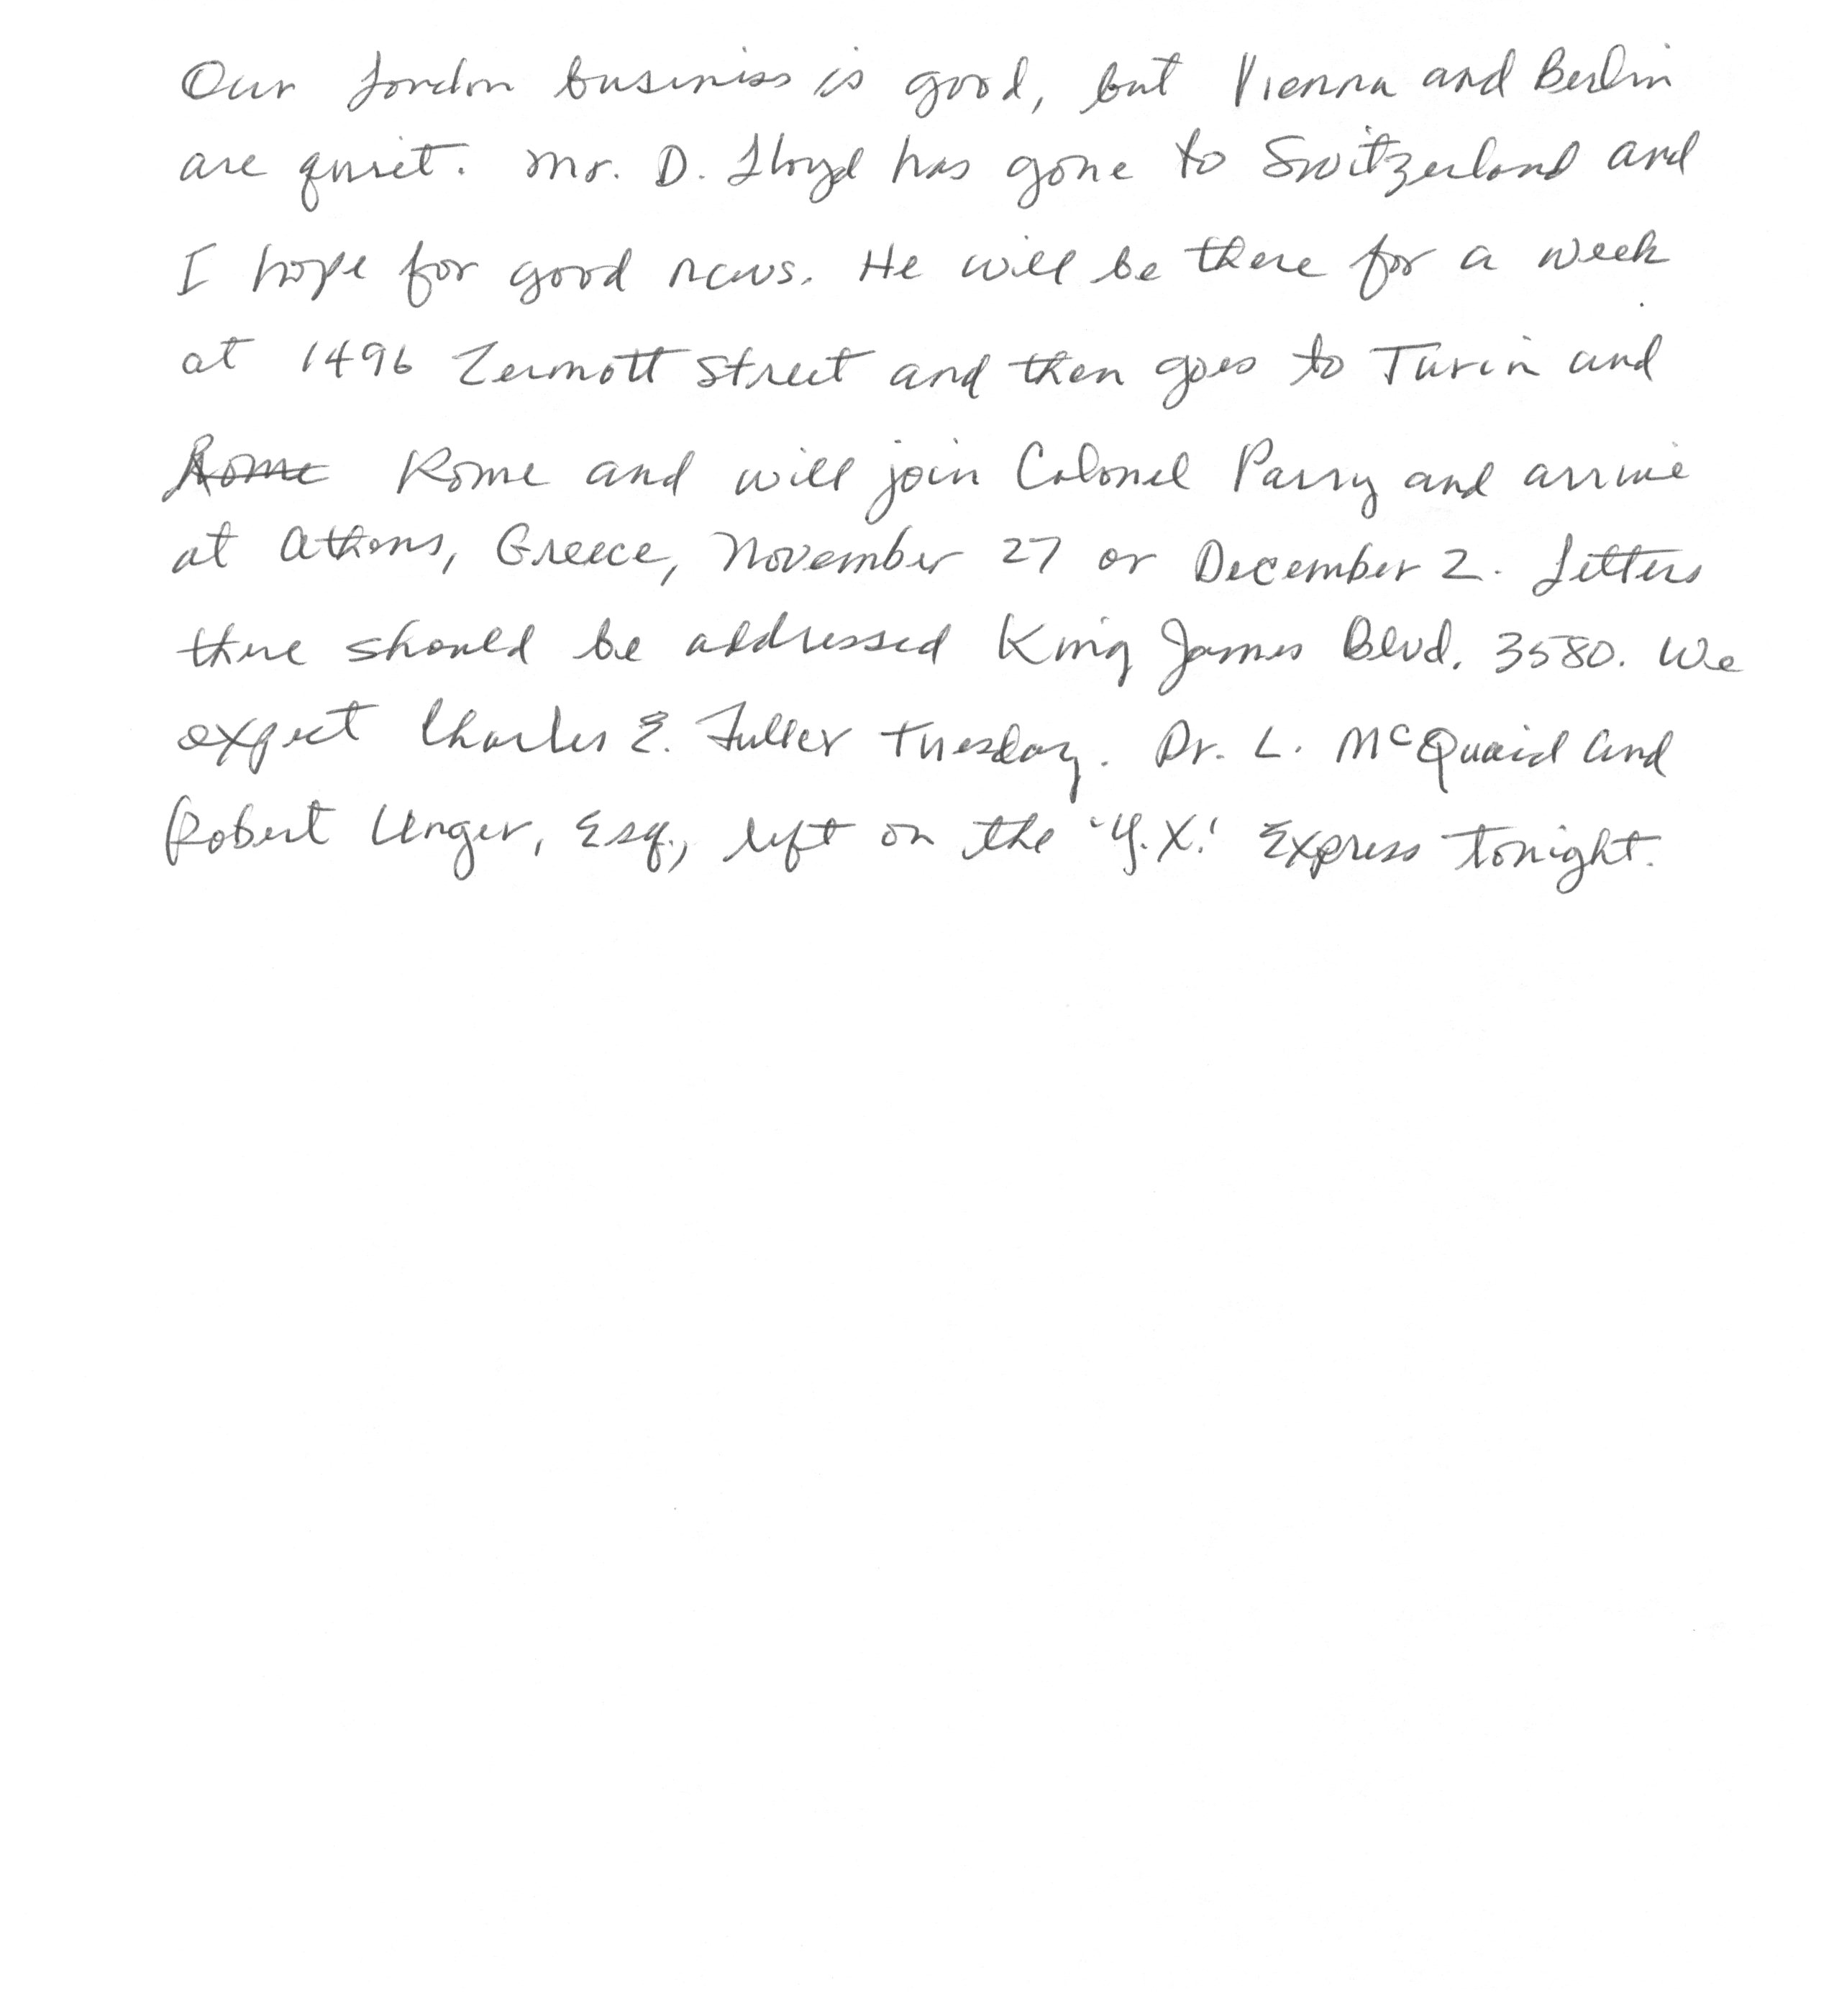 Our London business is good, but Vienna and Berlin
are quiet. Mr. D. Lloyd has gone to Switzerland and
I hope for good news. He will be there for a week
at 1496 Zermott Street and then goes to Turin and
Rome Rome and will join Colonel Parry and arrive
at Athens, Greece, November 27 or December 2. Letters
there should be addressed King James Blvd. 3580. We
expect Charles E. Fuller Tuesday. Dr. L. McQuaid and
Robert Unger, Esq., left on the 'Y.X.' Express tonight.